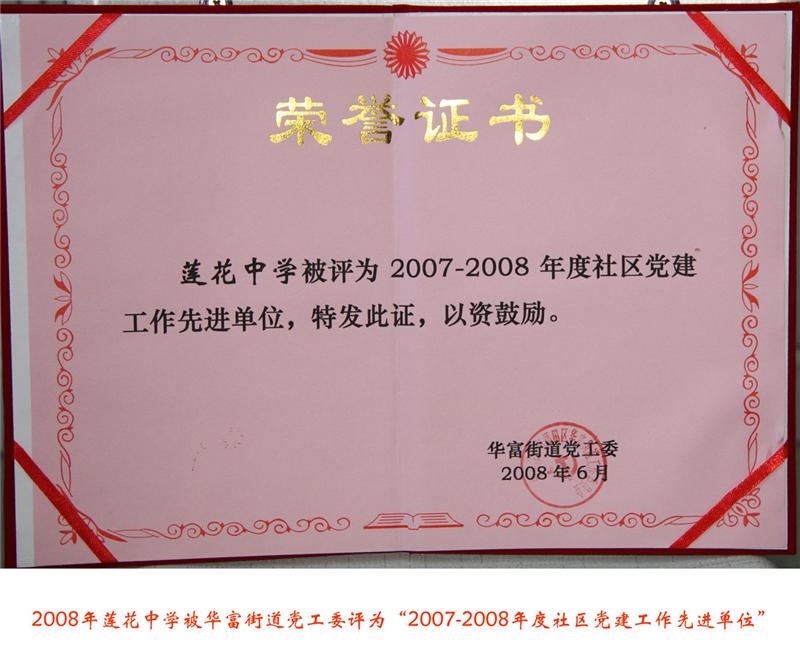 荣誉证书
莲花中学被评为 2007-2008 年度社区党建
工作先进单位，特发此证，以资鼓励。
华富街道党工委
2008 年 6 月
2008年莲花中学被华富街道党工委评为“2007-2008年度社区党建工作先进单位”